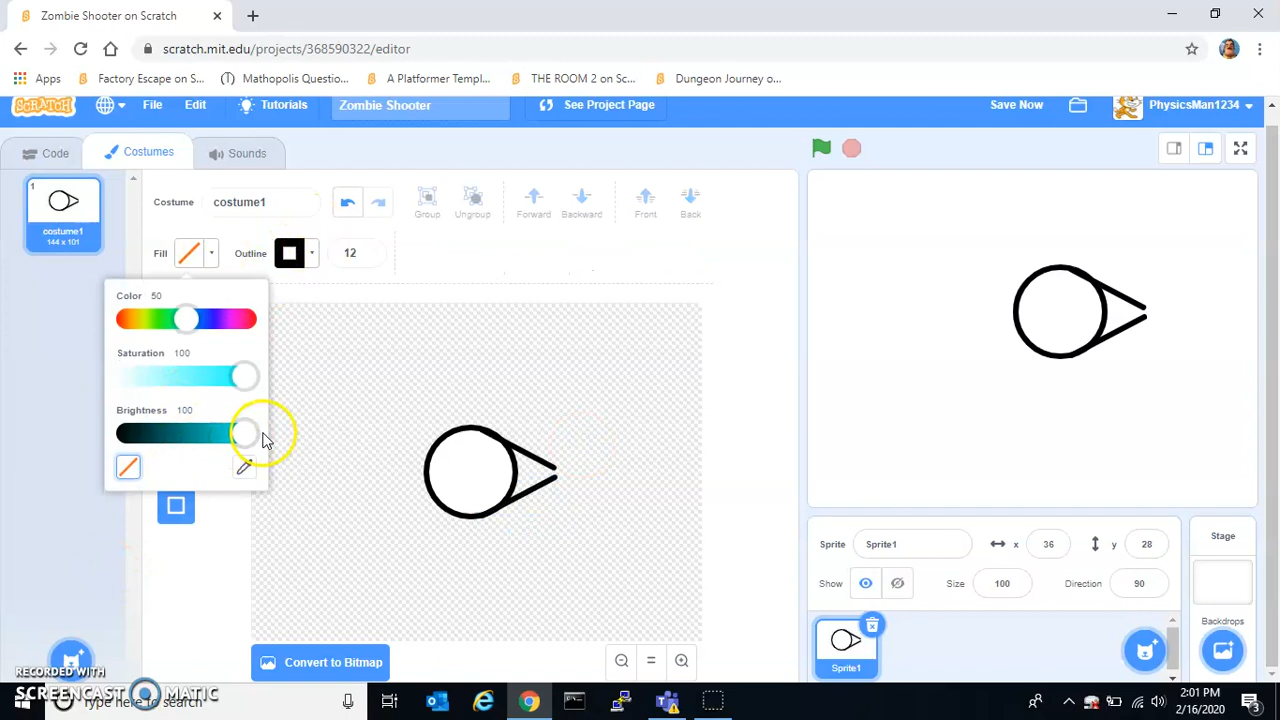 Zombie Shooter on Scratch
scratch.mit.edu/projects/368590322/editor
Apps Factory Escape on S... Mathopolis Questio... A Platformer Templ... THE ROOM 2 on Sc... Dungeon Journey o...
SCRATCH File Edit Tutorials Zombie Shooter See Project Page Save Now PhysicsMan1234
Code Costumes Sounds
1
costume1
144 x 101
Costume costume1 Group Ungroup Forward Backward Front Back
Fill Outline 12
Color 50
Saturation 100
Brightness 100
Convert to Bitmap
Sprite Sprite1 x 36 y 28
Show Size 100 Direction 90
Sprite1
Stage
Backdrops
RECORDED WITH
SCREENCAST MATIC
Type here to search
2:01 PM
2/16/2020
3